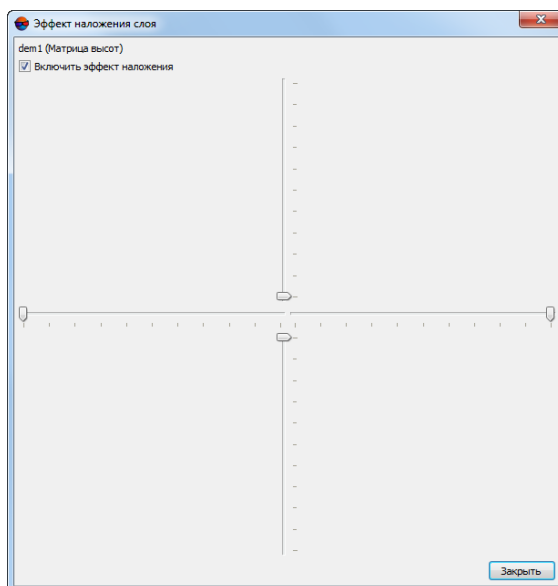 Эффект наложения слоя
dem1 (Матрица высот)
Включить эффект наложения
Закрыть